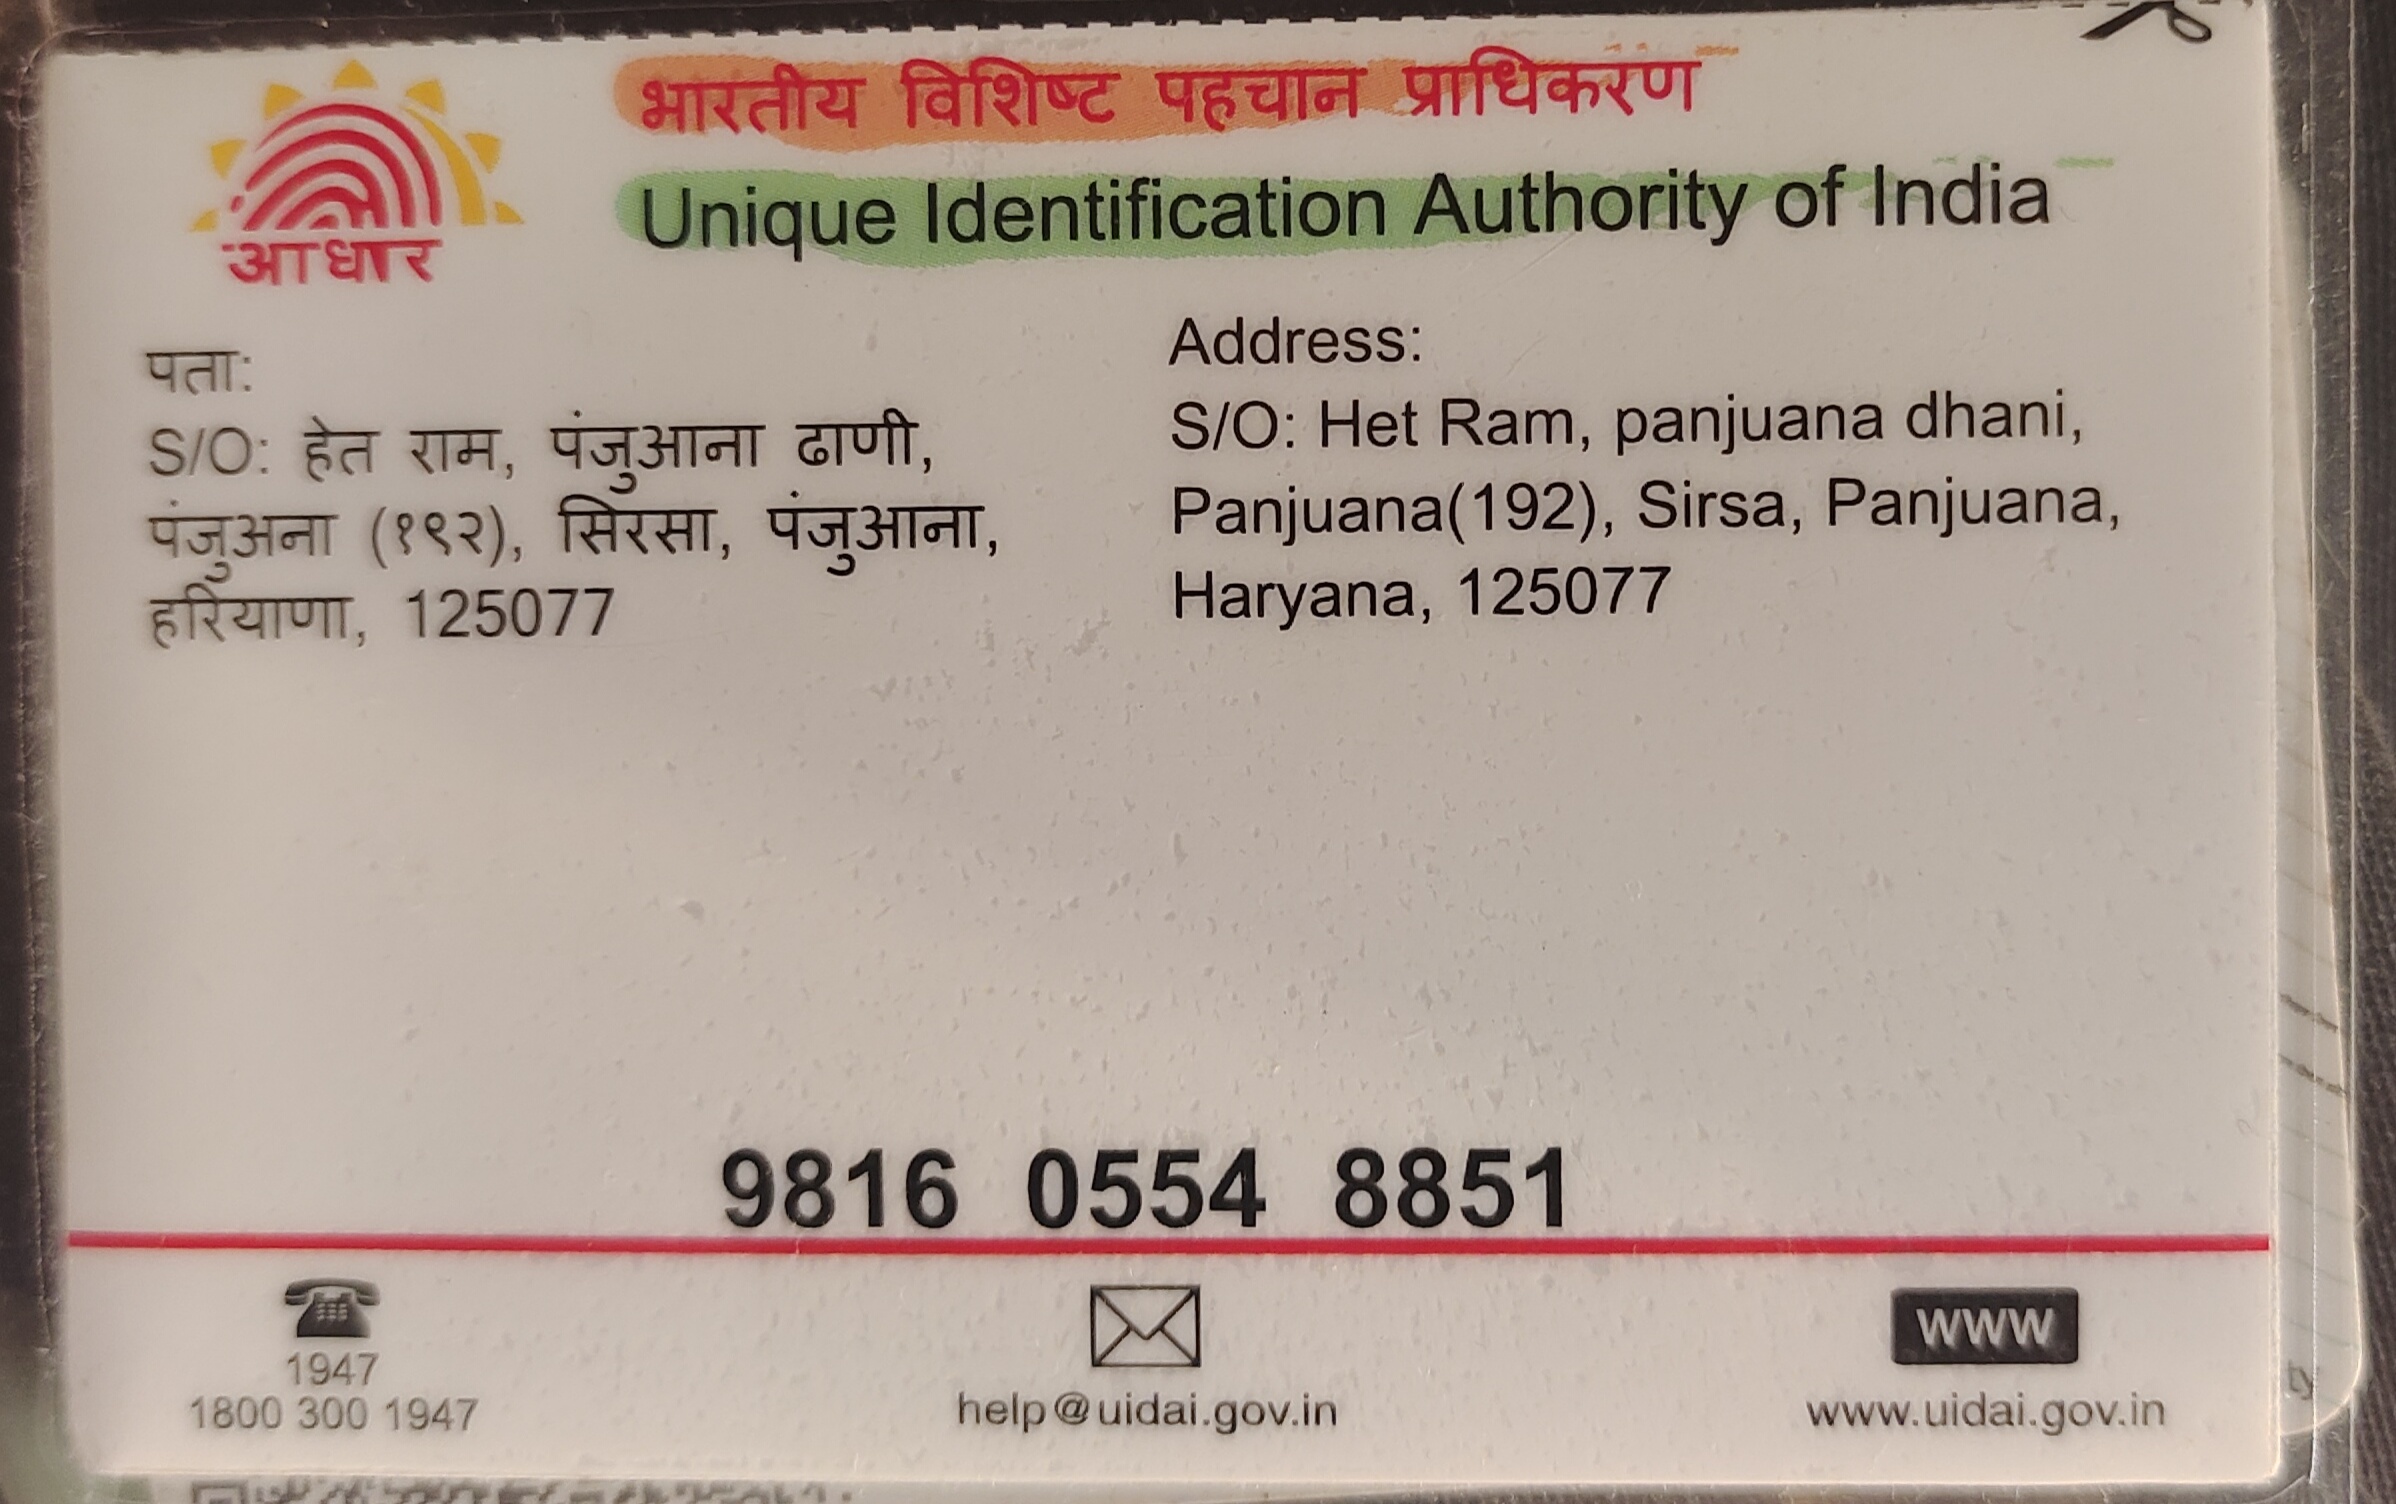 भारतीय विशिष्ट पहचान प्राधिकरण
Unique Identification Authority of India
आधार
पता:
S/O: हेत राम, पंजुआना ढाणी,
पंजुअना (१९२), सिरसा, पंजुआना,
हरियाणा, 125077
Address:
S/O: Het Ram, panjuana dhani,
Panjuana(192), Sirsa, Panjuana,
Haryana, 125077
9816 0554 8851
1947
1800 300 1947
help@uidai.gov.in
www
www.uidai.gov.in
ty